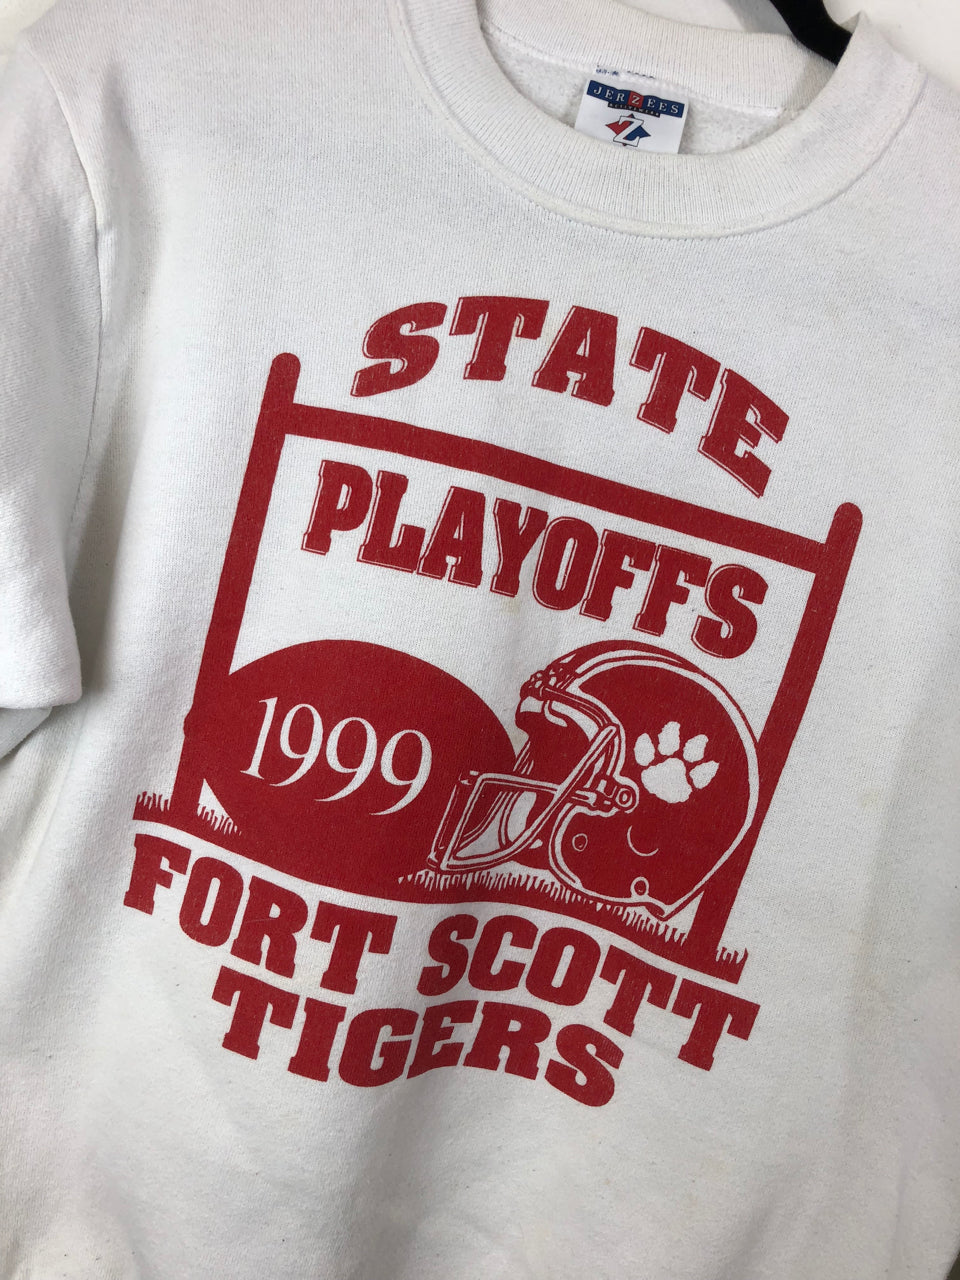 JERZEES
Z
STATE
PLAYOFFS
1999
FORT SCOTT
TIGERS